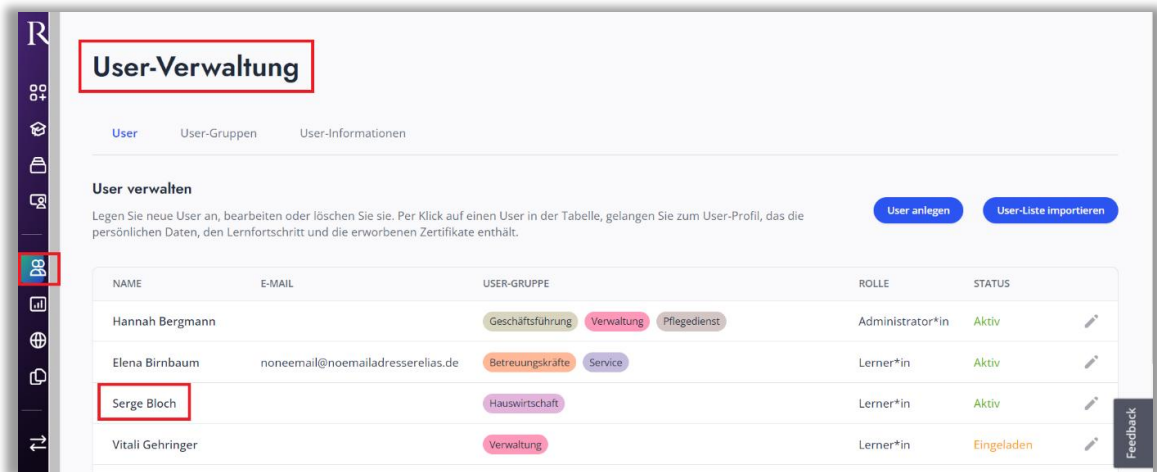 R
User-Verwaltung
User User-Gruppen User-Informationen
User verwalten
Legen Sie neue User an, bearbeiten oder löschen Sie sie. Per Klick auf einen User in der Tabelle, gelangen Sie zum User-Profil, das die
persönlichen Daten, den Lernfortschritt und die erworbenen Zertifikate enthält.
User anlegen User-Liste importieren
NAME E-MAIL USER-GRUPPE ROLLE STATUS
Hannah Bergmann Geschäftsführung Verwaltung Pflegedienst Administrator*in Aktiv
Elena Birnbaum noneemail@noemailadresserelias.de Betreuungskräfte Service Lerner*in Aktiv
Serge Bloch Hauswirtschaft Lerner*in Aktiv
Vitali Gehringer Verwaltung Lerner*in Eingeladen
Feedback